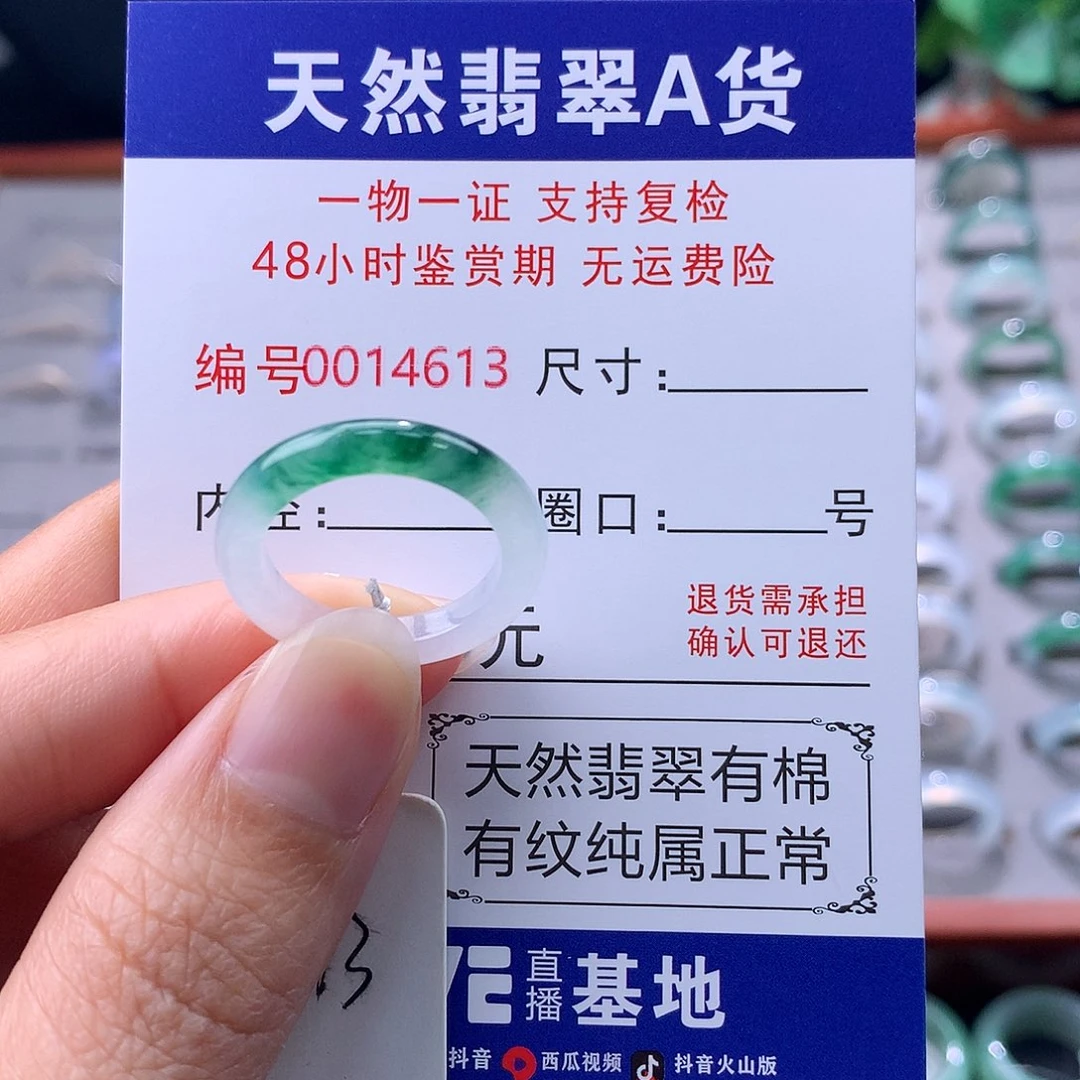 天然翡翠A货
一物一证 支持复检
48小时鉴赏期 无运费险
编号0014613 尺寸:
内径: 圈口: 号
元
退货需承担
确认可退还
天然翡翠有棉
有纹纯属正常
直播基地
抖音 西瓜视频 抖音火山版